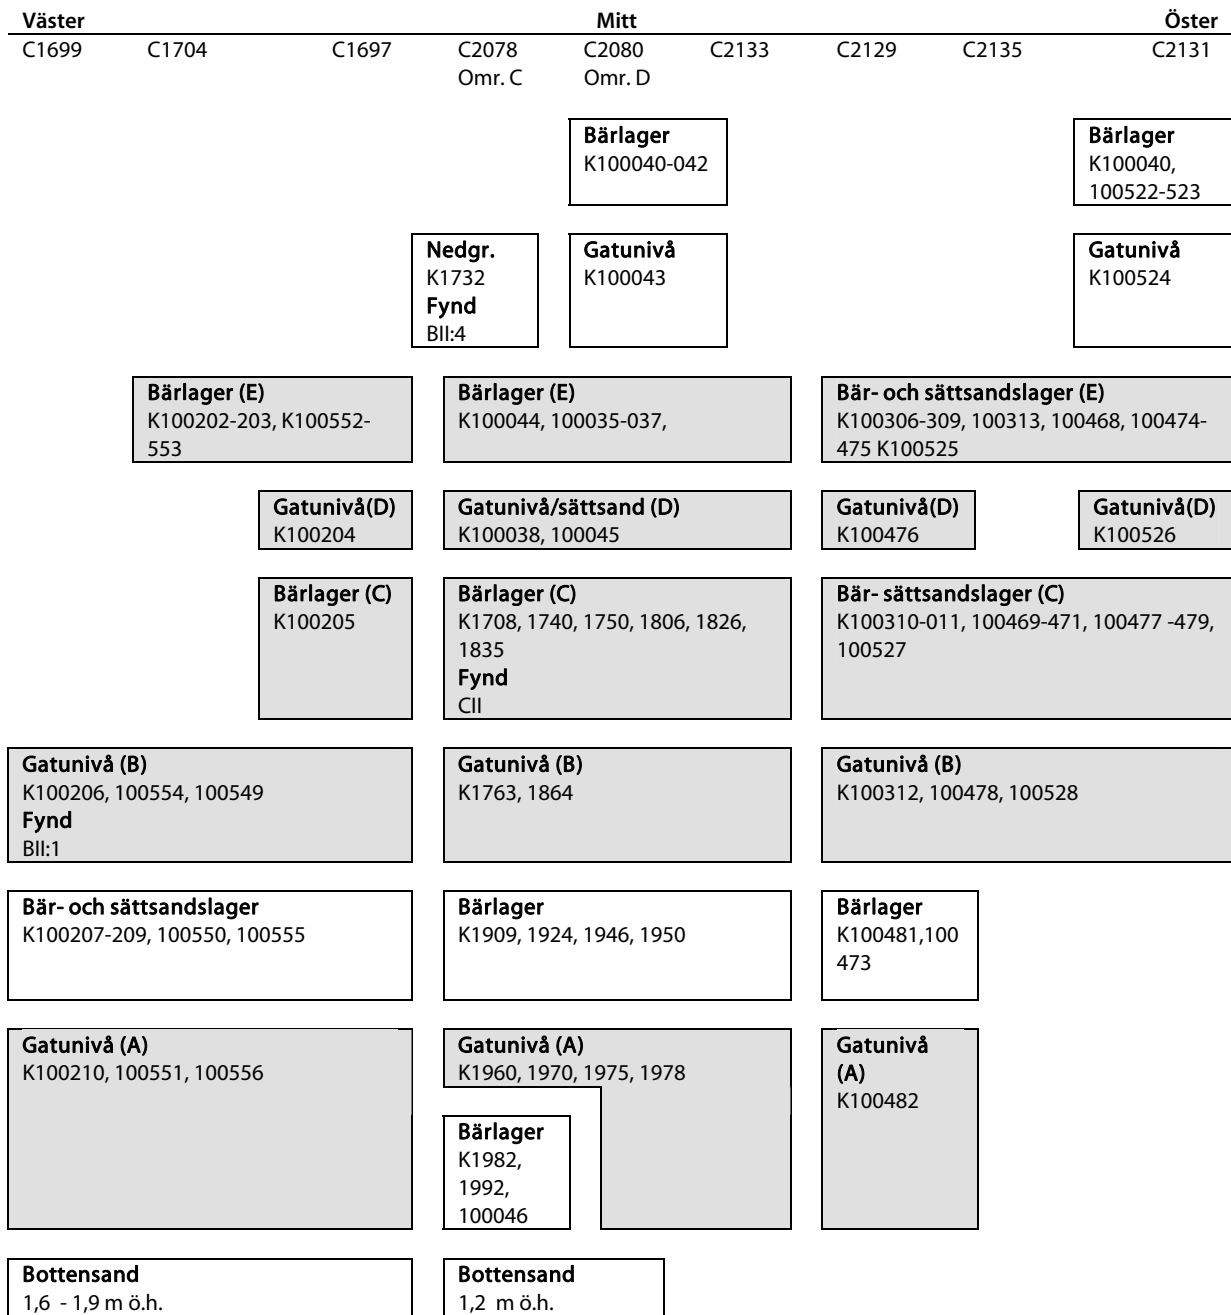 Väster Mitt Öster
C1699 C1704 C1697 C2078 C2080 C2133 C2129 C2135 C2131
Omr. C Omr. D
Bärlager
K100040-042
Bärlager
K100040,
100522-523
Nedgr.
K1732
Fynd
BII:4
Gatunivå
K100043
Gatunivå
K100524
Bärlager (E)
K100202-203, K100552-
553
Bärlager (E)
K100044, 100035-037,
Bär- och sättsandslager (E)
K100306-309, 100313, 100468, 100474-
475 K100525
Gatunivå(D)
K100204
Gatunivå/sättsand (D)
K100038, 100045
Gatunivå(D)
K100476
Gatunivå(D)
K100526
Bärlager (C)
K100205
Bärlager (C)
K1708, 1740, 1750, 1806, 1826,
1835
Fynd
CII
Bär- sättsandslager (C)
K100310-011, 100469-471, 100477 -479,
100527
Gatunivå (B)
K100206, 100554, 100549
Fynd
BII:1
Gatunivå (B)
K1763, 1864
Gatunivå (B)
K100312, 100478, 100528
Bär- och sättsandslager
K100207-209, 100550, 100555
Bärlager
K1909, 1924, 1946, 1950
Bärlager
K100481,100
473
Gatunivå (A)
K100210, 100551, 100556
Gatunivå (A)
K1960, 1970, 1975, 1978
Gatunivå
(A)
K100482
Bärlager
K1982,
1992,
100046
Bottensand
1,6 - 1,9 m ö.h.
Bottensand
1,2 m ö.h.